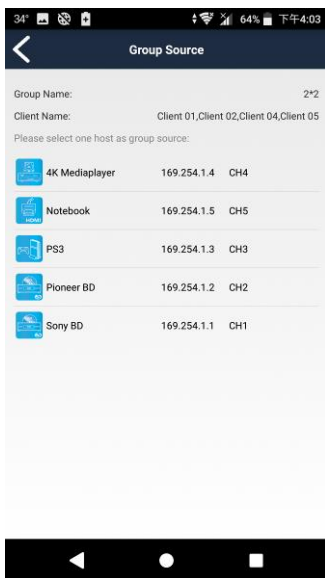 34° 64% 下午4:03
Group Source
Group Name: 2*2
Client Name: Client 01,Client 02,Client 04,Client 05
Please select one host as group source:
4K Mediaplayer 169.254.1.4 CH4
HDMI Notebook 169.254.1.5 CH5
PS3 169.254.1.3 CH3
Pioneer BD 169.254.1.2 CH2
Sony BD 169.254.1.1 CH1